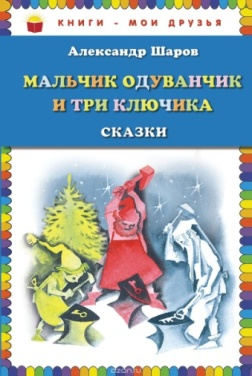 КНИГИ - МОИ ДРУЗЬЯ
Александр Шаров
МАЛЬЧИК ОДУВАНЧИК
И ТРИ КЛЮЧИКА
СКАЗКИ